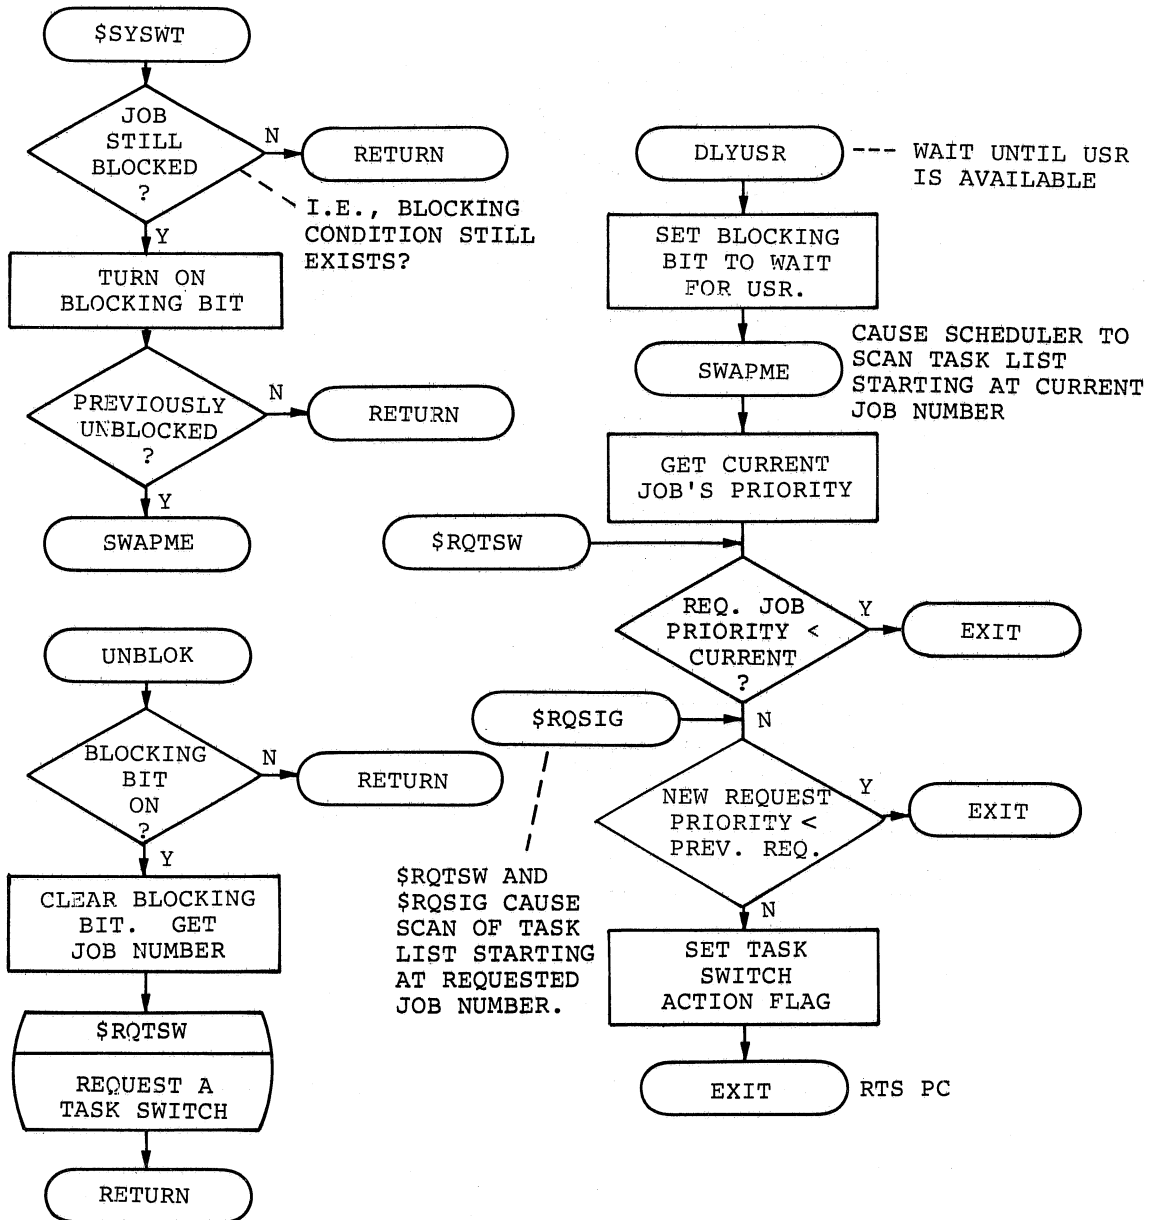 $SYSWT
JOB
STILL
BLOCKED
?
N
RETURN
I.E., BLOCKING
CONDITION STILL
EXISTS?
Y
TURN ON
BLOCKING BIT
PREVIOUSLY
UNBLOCKED
?
N
RETURN
Y
SWAPME
UNBLOK
BLOCKING
BIT
ON
?
N
RETURN
Y
CLEAR BLOCKING
BIT. GET
JOB NUMBER
$RQTSW
REQUEST A
TASK SWITCH
RETURN
DLYUSR
WAIT UNTIL USR
IS AVAILABLE
SET BLOCKING
BIT TO WAIT
FOR USR.
SWAPME
CAUSE SCHEDULER TO
SCAN TASK LIST
STARTING AT CURRENT
JOB NUMBER
GET CURRENT
JOB'S PRIORITY
$RQTSW
REQ. JOB
PRIORITY <
CURRENT
?
Y
EXIT
N
$RQSIG
$RQTSW AND
$RQSIG CAUSE
SCAN OF TASK
LIST STARTING
AT REQUESTED
JOB NUMBER.
NEW REQUEST
PRIORITY <
PREV. REQ.
Y
EXIT
N
SET TASK
SWITCH
ACTION FLAG
EXIT
RTS PC